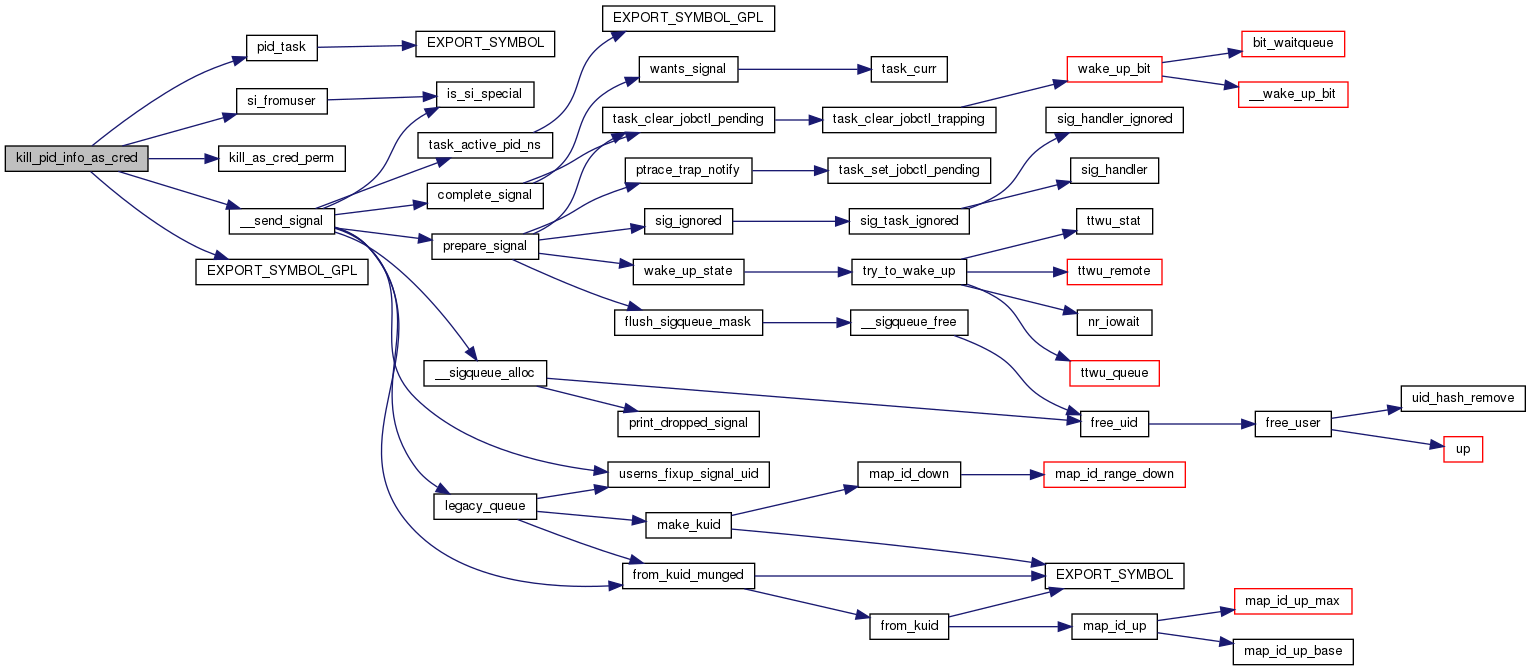 kill_pid_info_as_cred
pid_task
si_fromuser
kill_as_cred_perm
__send_signal
EXPORT_SYMBOL_GPL
EXPORT_SYMBOL
is_si_special
task_active_pid_ns
complete_signal
prepare_signal
__sigqueue_alloc
legacy_queue
EXPORT_SYMBOL_GPL
wants_signal
task_clear_jobctl_pending
ptrace_trap_notify
sig_ignored
wake_up_state
flush_sigqueue_mask
print_dropped_signal
userns_fixup_signal_uid
make_kuid
from_kuid_munged
task_curr
task_clear_jobctl_trapping
task_set_jobctl_pending
sig_task_ignored
try_to_wake_up
__sigqueue_free
map_id_down
from_kuid
wake_up_bit
sig_handler_ignored
sig_handler
ttwu_stat
ttwu_remote
nr_iowait
ttwu_queue
free_uid
map_id_range_down
EXPORT_SYMBOL
map_id_up
bit_waitqueue
__wake_up_bit
free_user
map_id_up_max
map_id_up_base
uid_hash_remove
up